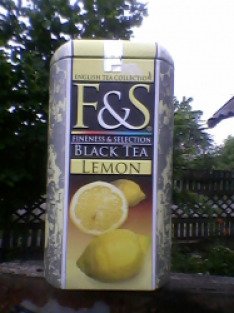 ENGLISH TEA COLLECTION
F&S
FINENESS & SELECTION
BLACK TEA
LEMON